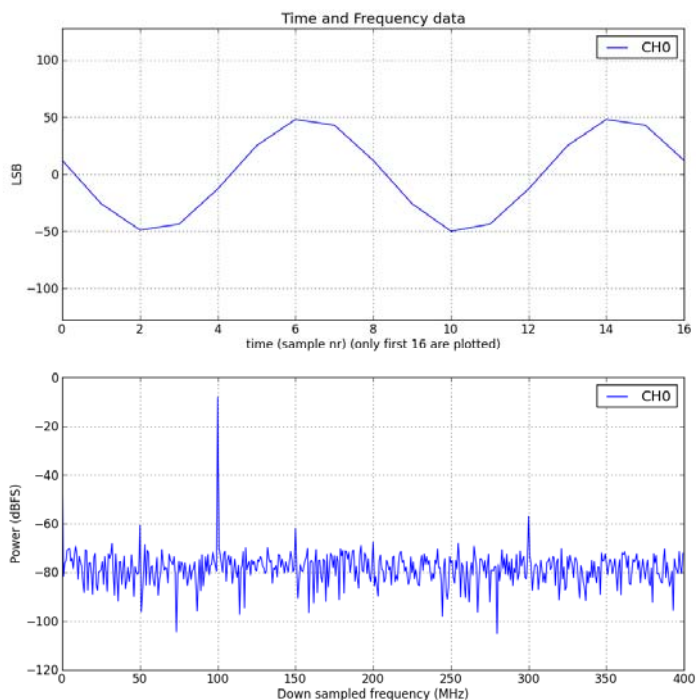 Time and Frequency data
CH0
100
50
0
−50
−100
LSB
0 2 4 6 8 10 12 14 16
time (sample nr) (only first 16 are plotted)
CH0
0
−20
−40
−60
−80
−100
−120
Power (dBFS)
0 50 100 150 200 250 300 350 400
Down sampled frequency (MHz)